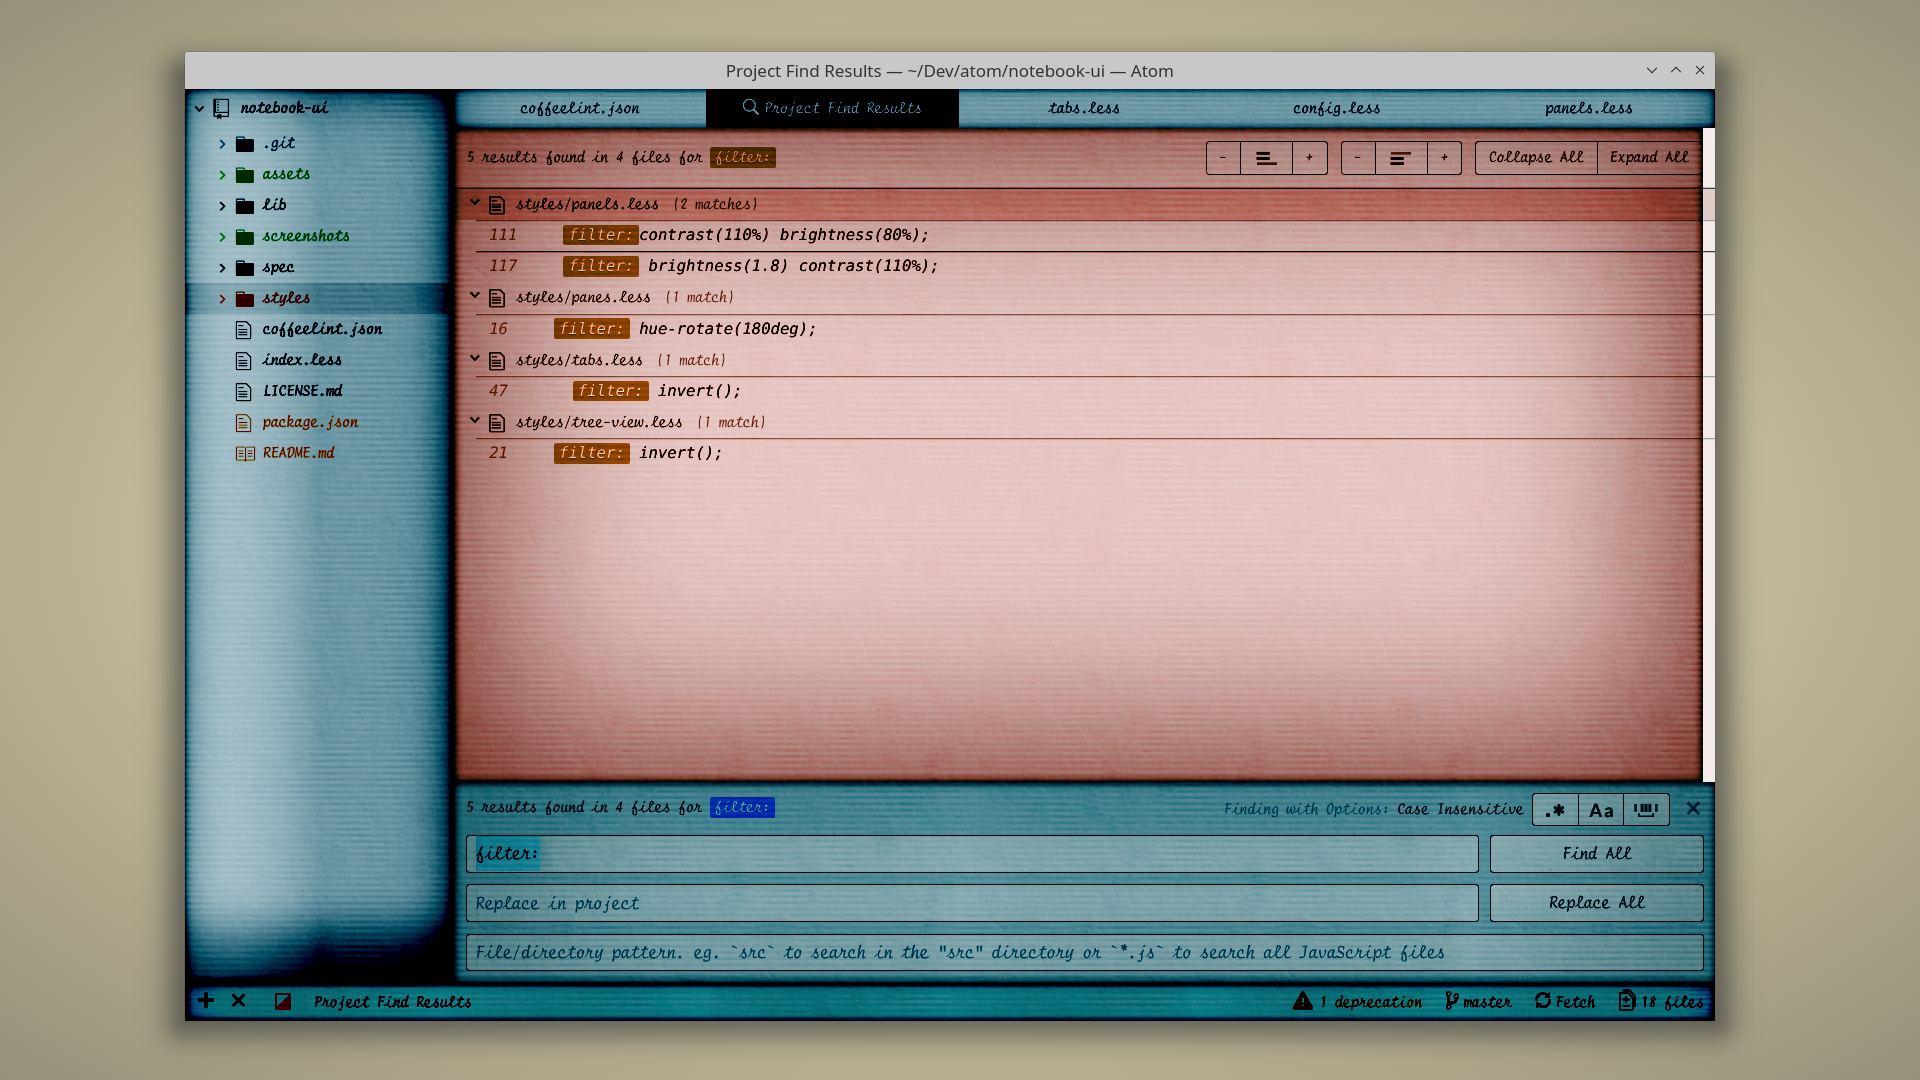 Project Find Results — ~/Dev/atom/notebook-ui — Atom
notebook-ui
.git
assets
lib
screenshots
spec
styles
coffeelint.json
index.less
LICENSE.md
package.json
README.md
coffeelint.json
Project Find Results
tabs.less
config.less
panels.less
5 results found in 4 files for filter:
- +
- +
Collapse All
Expand All
styles/panels.less (2 matches)
111 filter:contrast(110%) brightness(80%);
117 filter: brightness(1.8) contrast(110%);
styles/panes.less (1 match)
16 filter: hue-rotate(180deg);
styles/tabs.less (1 match)
47 filter: invert();
styles/tree-view.less (1 match)
21 filter: invert();
5 results found in 4 files for filter:
Finding with Options: Case Insensitive
.* Aa
filter:
Find All
Replace in project
Replace All
File/directory pattern. eg. `src` to search in the "src" directory or `*.js` to search all JavaScript files
Project Find Results
1 deprecation
master
Fetch
18 files